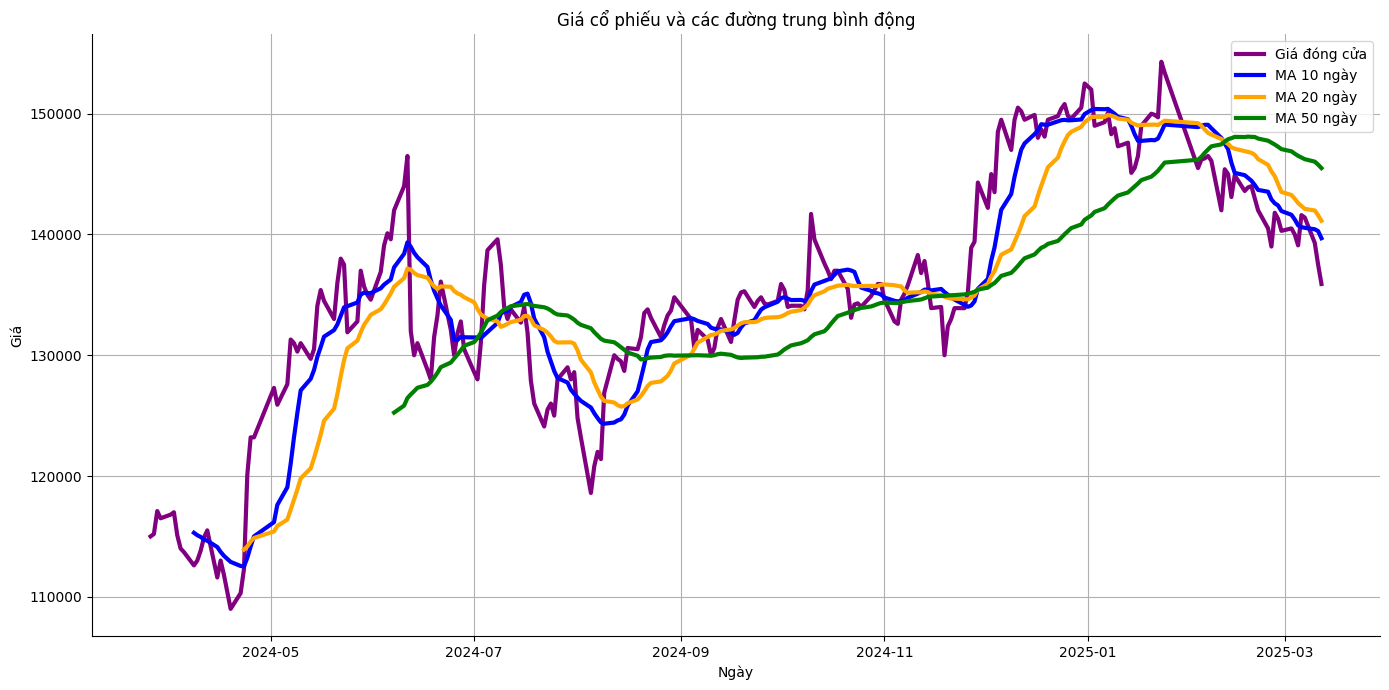 Giá cổ phiếu và các đường trung bình động
Giá đóng cửa
MA 10 ngày
MA 20 ngày
MA 50 ngày
Giá
150000
140000
130000
120000
110000
2024-05
2024-07
2024-09
2024-11
2025-01
2025-03
Ngày